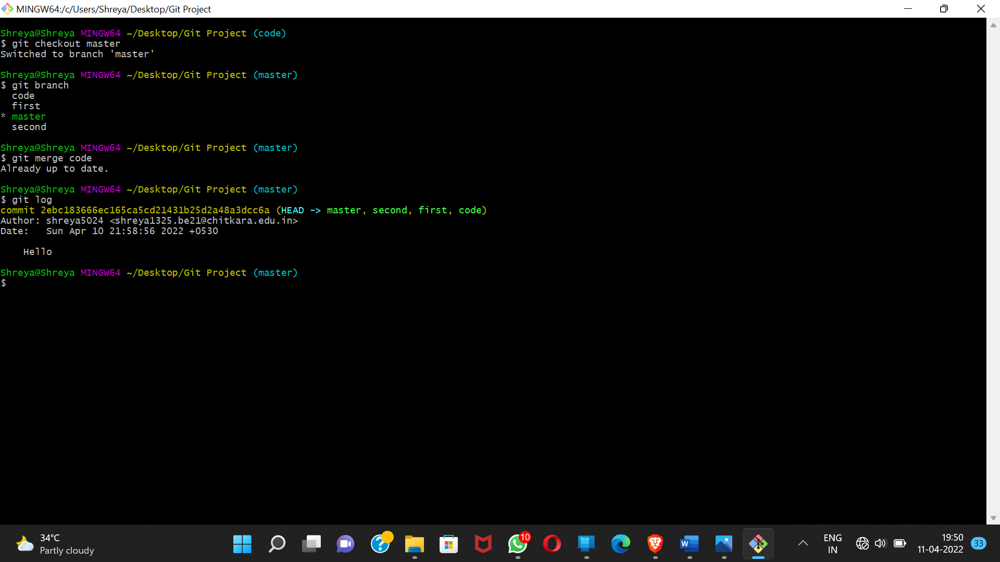 MINGW64:/c/Users/Shreya/Desktop/Git Project
Shreya@Shreya MINGW64 ~/Desktop/Git Project (code)
$ git checkout master
Switched to branch 'master'
Shreya@Shreya MINGW64 ~/Desktop/Git Project (master)
$ git branch
  code
  first
* master
  second
Shreya@Shreya MINGW64 ~/Desktop/Git Project (master)
$ git merge code
Already up to date.
Shreya@Shreya MINGW64 ~/Desktop/Git Project (master)
$ git log
commit 2ebc183666ec165ca5cd21431b25d2a48a3dcc6a (HEAD -> master, second, first, code)
Author: shreya5024 <shreya1325.be21@chitkara.edu.in>
Date:   Sun Apr 10 21:58:56 2022 +0530
    Hello
Shreya@Shreya MINGW64 ~/Desktop/Git Project (master)
$
34°C
Partly cloudy
10
W
ENG
IN
19:50
11-04-2022
33